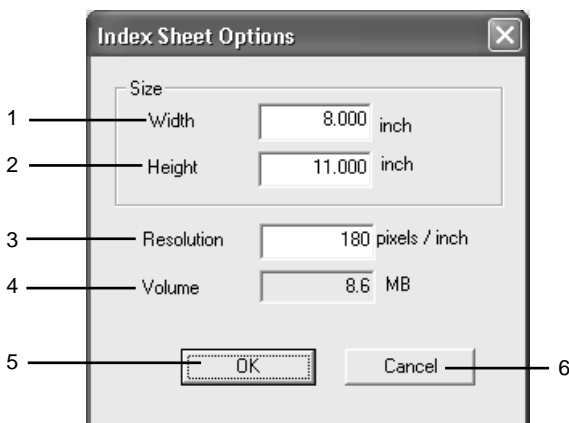 Index Sheet Options
Size
1 Width 8.000 inch
2 Height 11.000 inch
3 Resolution 180 pixels / inch
4 Volume 8.6 MB
5 OK Cancel 6